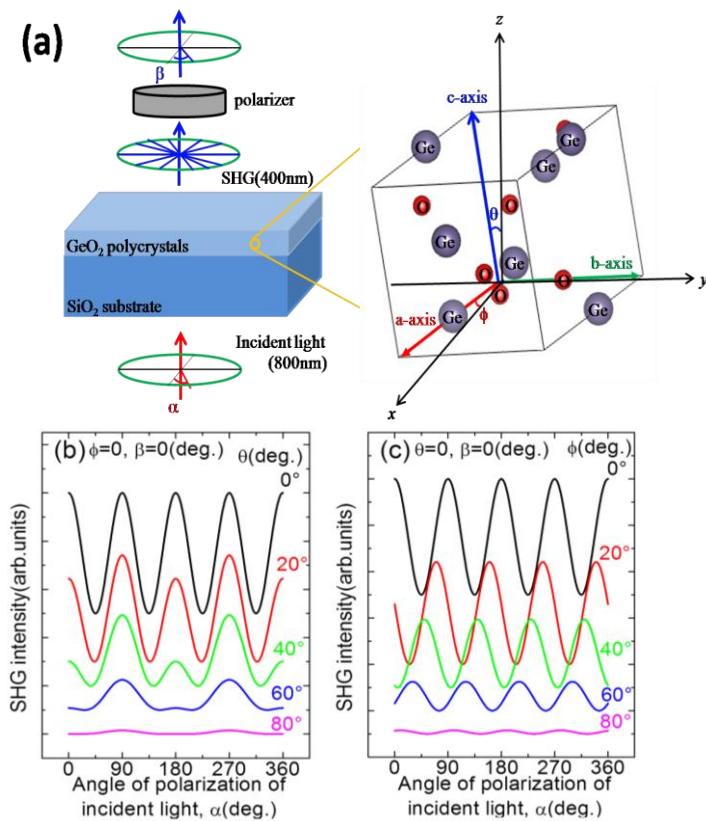 (a)
β
polarizer
SHG(400nm)
GeO₂ polycrystals
SiO₂ substrate
Incident light
(800nm)
α
z
c-axis
Ge
Ge
Ge
θ
O
O
Ge
Ge
O
b-axis
y
O
O
a-axis
Ge
ϕ
Ge
x
(b) ϕ=0, β=0(deg.) θ(deg.)
0°
20°
40°
60°
80°
SHG intensity(arb.units)
0 90 180 270 360
Angle of polarization of
incident light, α(deg.)
(c) θ=0, β=0(deg.) ϕ(deg.)
0°
20°
40°
60°
80°
SHG intensity(arb.units)
0 90 180 270 360
Angle of polarization of
incident light, α(deg.)